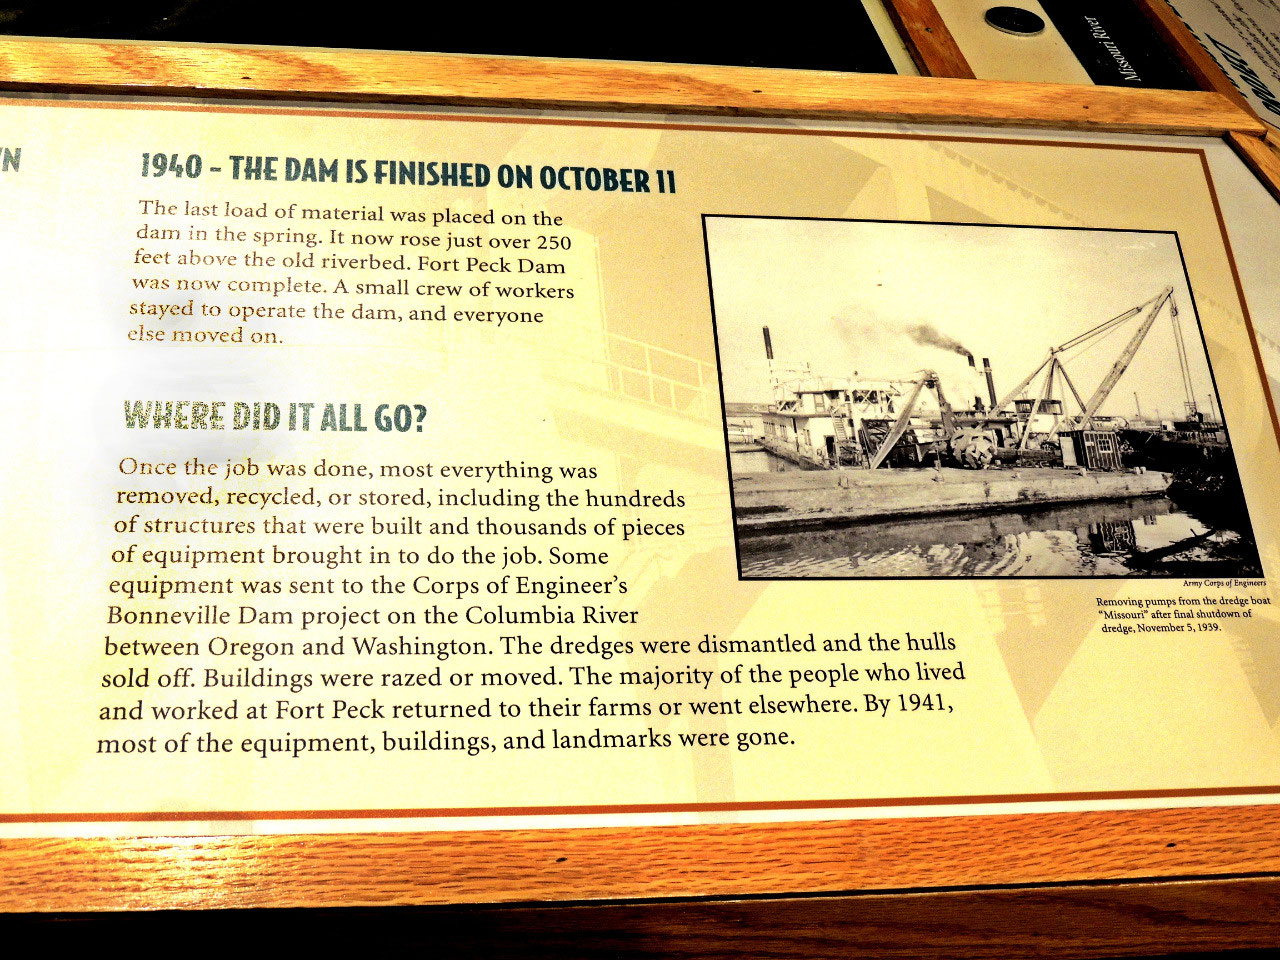 Missouri River
1940 – THE DAM IS FINISHED ON OCTOBER 11
The last load of material was placed on the
dam in the spring. It now rose just over 250
feet above the old riverbed. Fort Peck Dam
was now complete. A small crew of workers
stayed to operate the dam, and everyone
else moved on.
WHERE DID IT ALL GO?
Once the job was done, most everything was
removed, recycled, or stored, including the hundreds
of structures that were built and thousands of pieces
of equipment brought in to do the job. Some
equipment was sent to the Corps of Engineer's
Bonneville Dam project on the Columbia River
between Oregon and Washington. The dredges were dismantled and the hulls
sold off. Buildings were razed or moved. The majority of the people who lived
and worked at Fort Peck returned to their farms or went elsewhere. By 1941,
most of the equipment, buildings, and landmarks were gone.
Army Corps of Engineers
Removing pumps from the dredge boat
"Missouri" after final shutdown of
dredge, November 5, 1939.